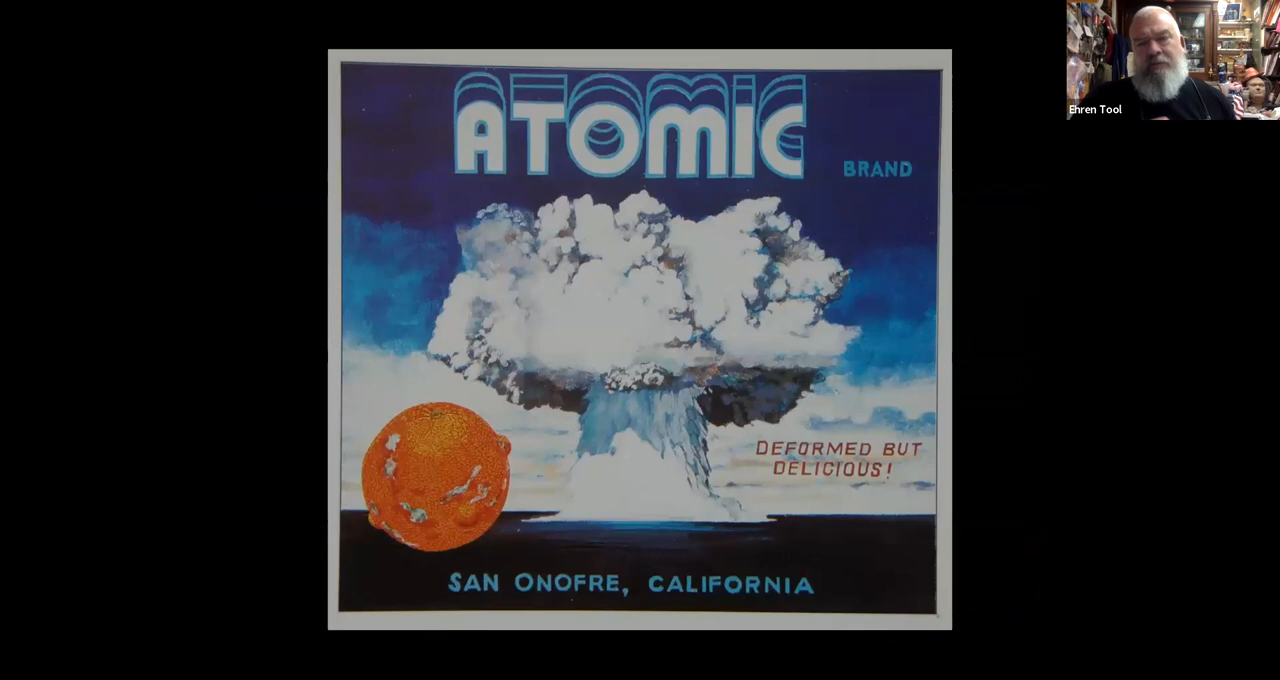 ATOMIC
BRAND
DEFORMED BUT
DELICIOUS!
SAN ONOFRE, CALIFORNIA
Ehren Tool